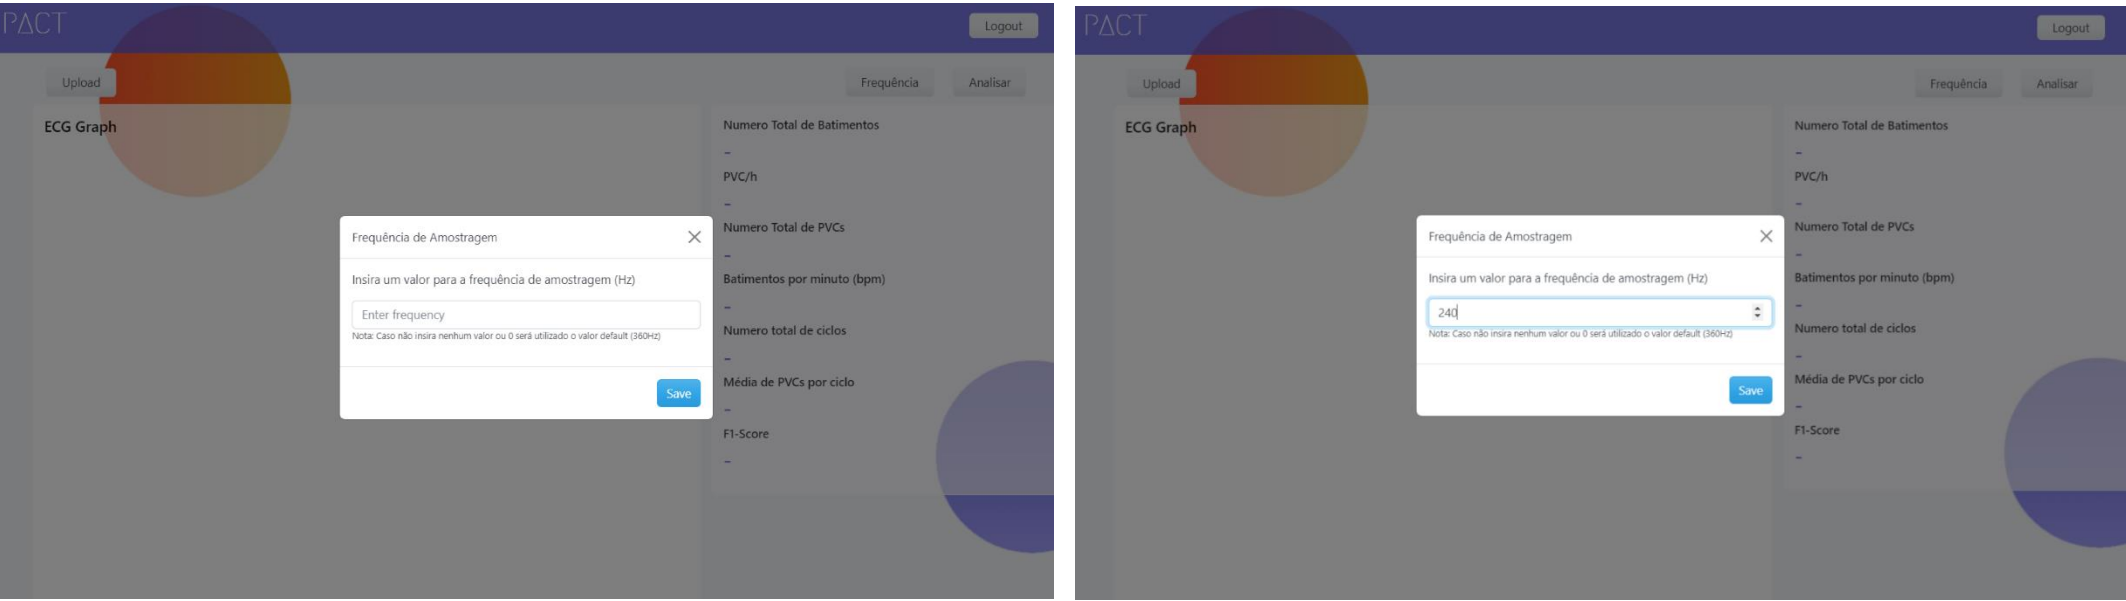 PACT
Logout
Upload
Frequência
Analisar
ECG Graph
Numero Total de Batimentos
-
PVC/h
-
Numero Total de PVCs
-
Batimentos por minuto (bpm)
-
Numero total de ciclos
-
Média de PVCs por ciclo
-
F1-Score
-
Frequência de Amostragem
Insira um valor para a frequência de amostragem (Hz)
Enter frequency
Nota: Caso não insira nenhum valor ou 0 será utilizado o valor default (360Hz)
Save
PACT
Logout
Upload
Frequência
Analisar
ECG Graph
Numero Total de Batimentos
-
PVC/h
-
Numero Total de PVCs
-
Batimentos por minuto (bpm)
-
Numero total de ciclos
-
Média de PVCs por ciclo
-
F1-Score
-
Frequência de Amostragem
Insira um valor para a frequência de amostragem (Hz)
240
Nota: Caso não insira nenhum valor ou 0 será utilizado o valor default (360Hz)
Save